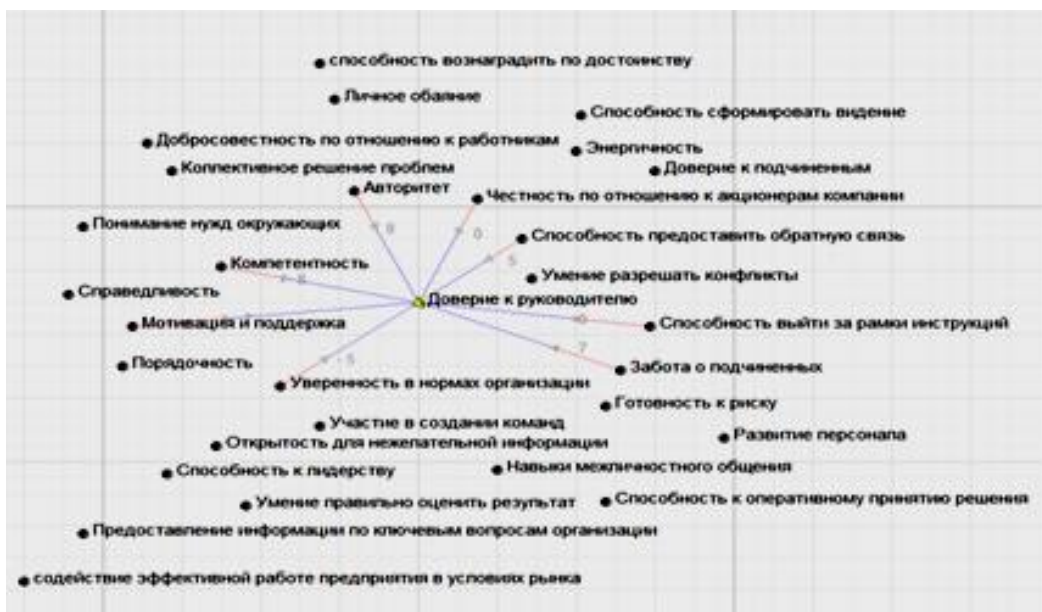 способность вознаградить по достоинству
Личное обаяние
Способность сформировать видение
Добросовестность по отношению к работникам
Энергичность
Коллективное решение проблем
Доверие к подчиненным
Авторитет
Честность по отношению к акционерам компании
Понимание нужд окружающих
Способность предоставить обратную связь
Компетентность
Умение разрешать конфликты
Справедливость
Доверие к руководителю
Мотивация и поддержка
Способность выйти за рамки инструкций
Порядочность
Забота о подчиненных
Уверенность в нормах организации
Готовность к риску
Участие в создании команд
Развитие персонала
Открытость для нежелательной информации
Способность к лидерству
Навыки межличностного общения
Умение правильно оценить результат
Способность к оперативному принятию решения
Предоставление информации по ключевым вопросам организации
содействие эффективной работе предприятия в условиях рынка